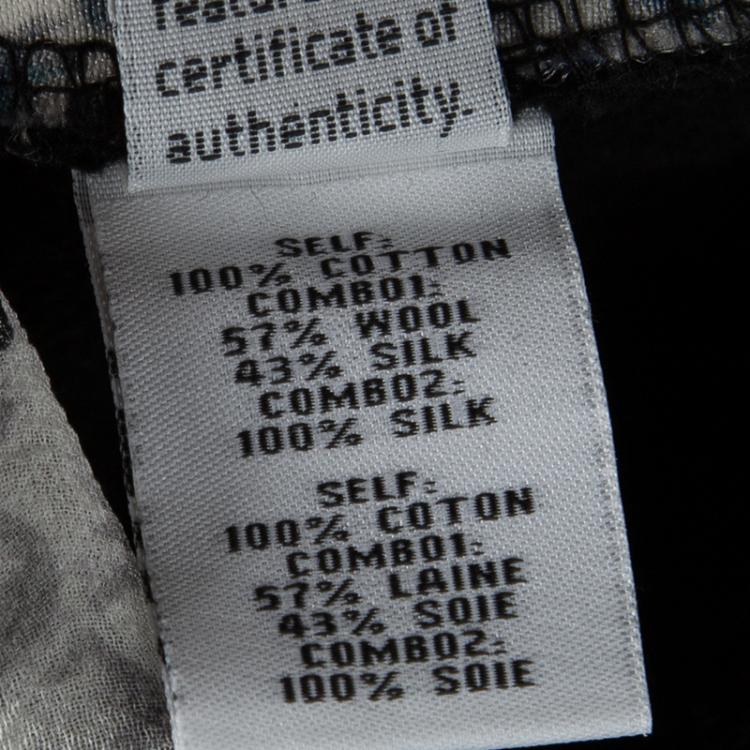 certificate of
authenticity.
SELF:
100% COTTON
COMBO1:
57% WOOL
43% SILK
COMBO2:
100% SILK
SELF:
100% COTON
COMBO1:
57% LAINE
43% SOIE
COMBO2:
100% SOIE